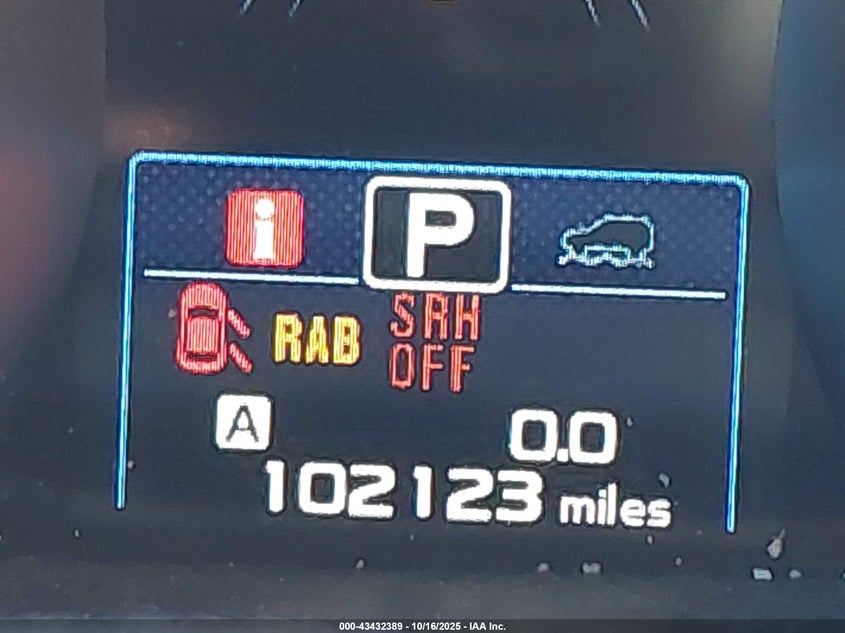 i P
RAB SRH
OFF
A 0.0
102123 miles
000-43432389 - 10/16/2025 - IAA Inc.